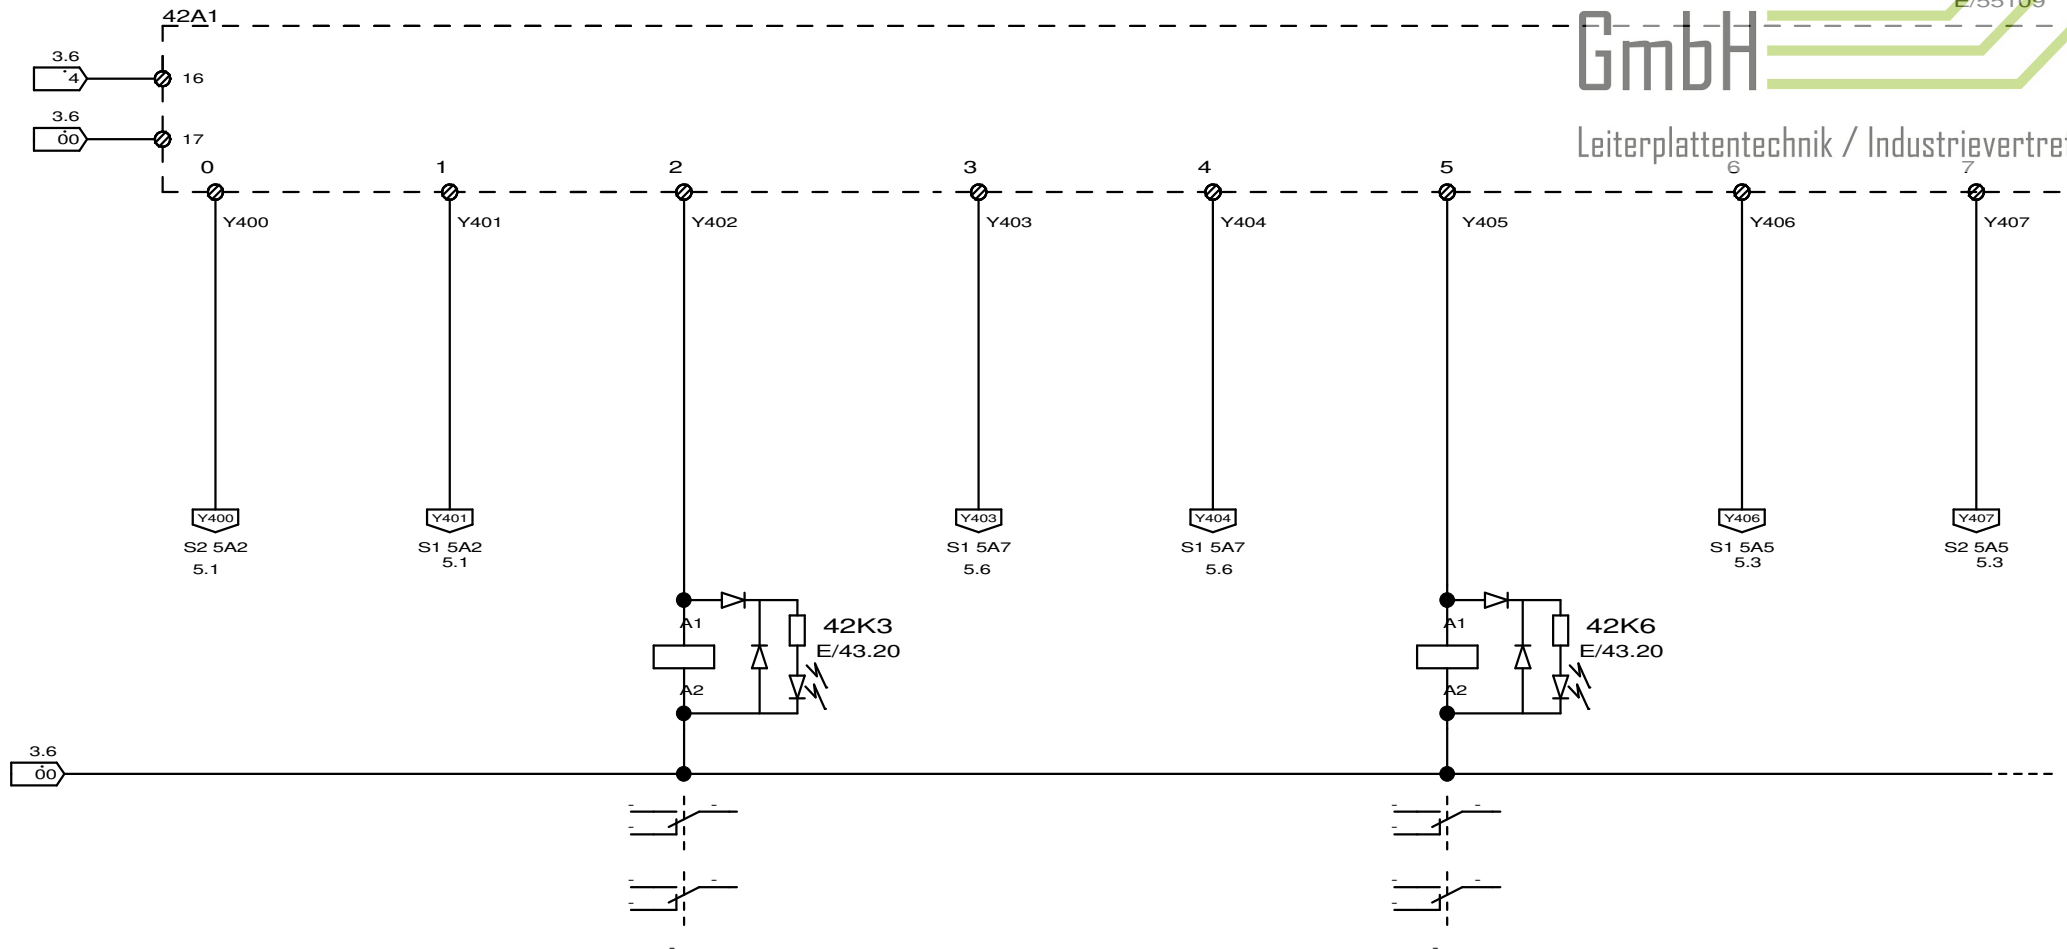 42A1
E/55109
GmbH
3.6
4
16
3.6
00
17
Leiterplattentechnik / Industrievertret
0 1 2 3 4 5 6 7
Y400 Y401 Y402 Y403 Y404 Y405 Y406 Y407
Y400 Y401 Y403 Y404 Y406 Y407
S2 5A2 S1 5A2 S1 5A7 S1 5A7 S1 5A5 S2 5A5
5.1 5.1 5.6 5.6 5.3 5.3
A1 42K3 A1 42K6
E/43.20 E/43.20
A2 A2
3.6
00